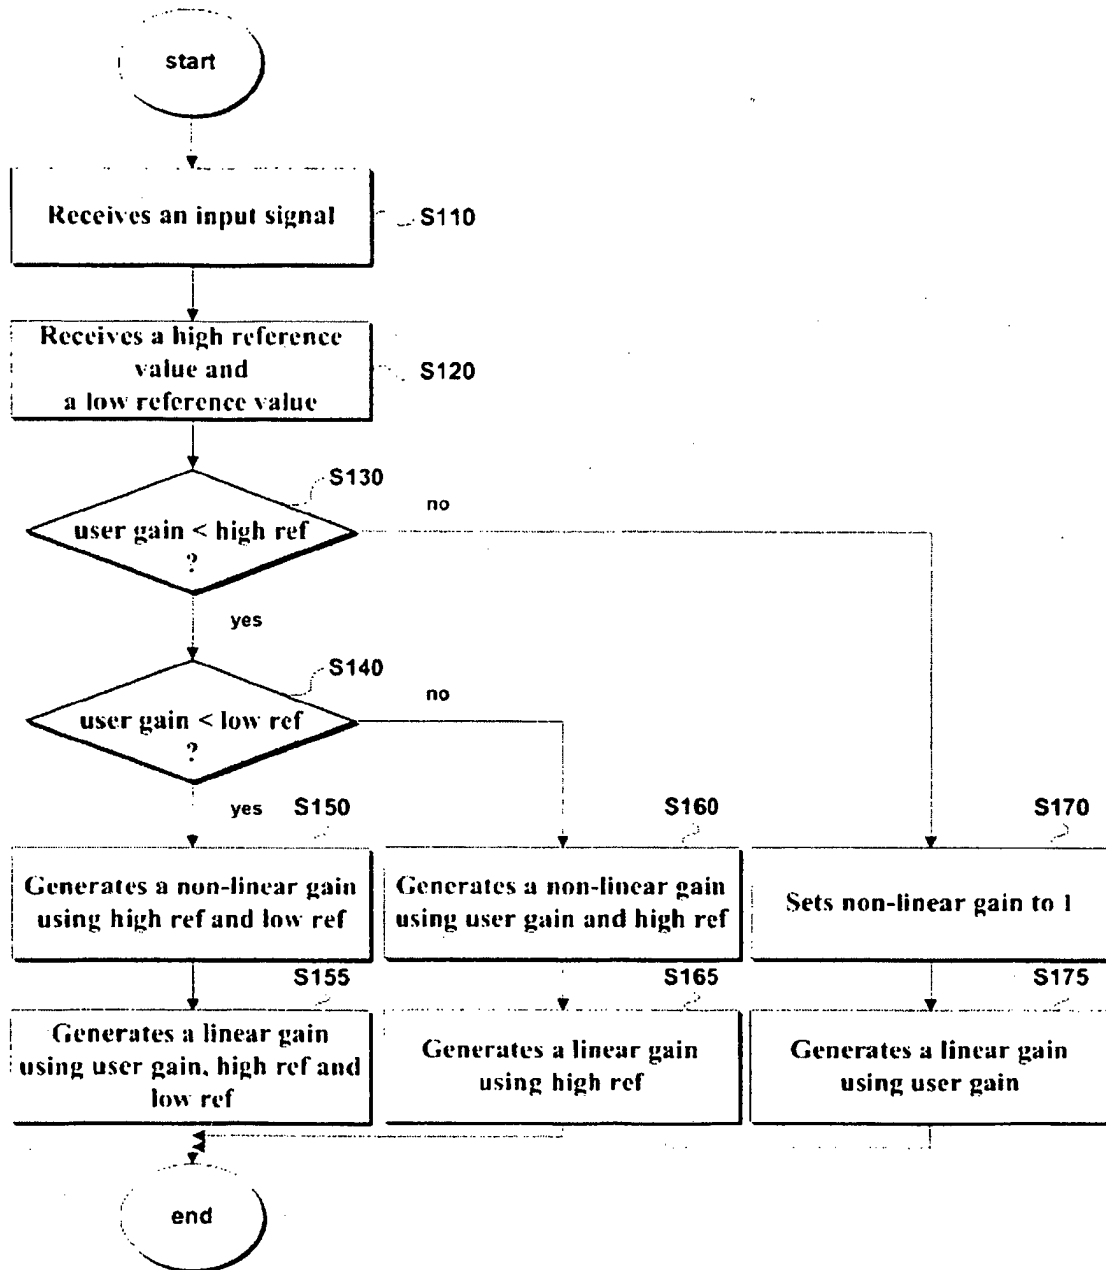 start
Receives an input signal
S110
Receives a high reference
value and
a low reference value
S120
S130
user gain < high ref
?
no
yes
S140
user gain < low ref
?
no
yes
S150
S160
S170
Generates a non-linear gain
using high ref and low ref
Generates a non-linear gain
using user gain and high ref
Sets non-linear gain to 1
S155
S165
S175
Generates a linear gain
using user gain, high ref and
low ref
Generates a linear gain
using high ref
Generates a linear gain
using user gain
end